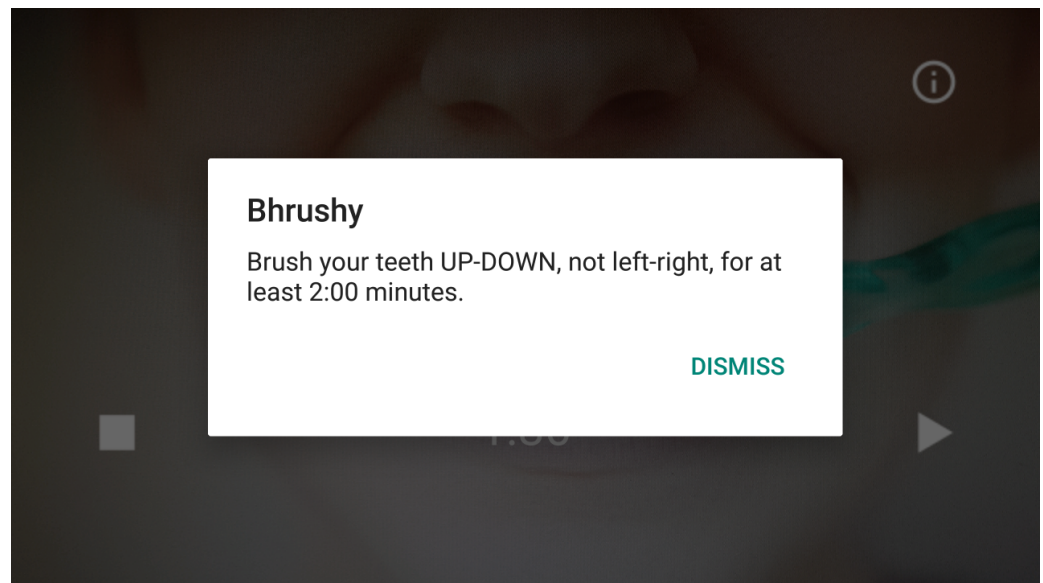 Bhrushy
Brush your teeth UP-DOWN, not left-right, for at
least 2:00 minutes.
DISMISS